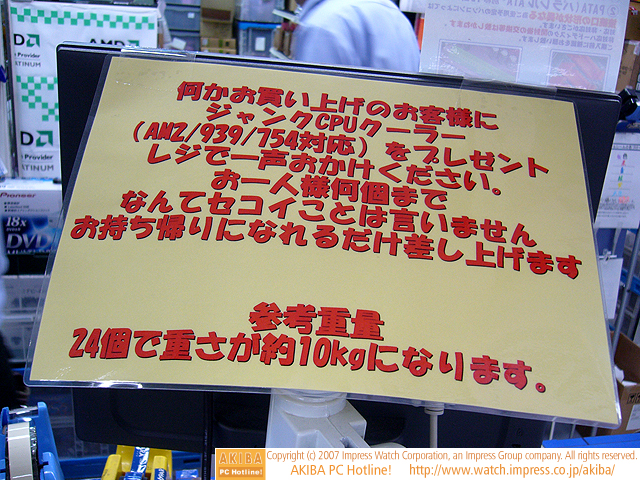 何かお買い上げのお客様に
ジャンクCPUクーラー
(AM2/939/754対応)をプレゼント
レジで一声おかけください。
お一人様何個まで
なんてセコイことは言いません
お持ち帰りになれるだけ差し上げます
参考重量
24個で重さが約10kgになります。
AMD
Provider
Provider
Pioneer
18x
DVD
AKIBA
PC Hotline!
Copyright (c) 2007 Impress Watch Corporation, an Impress Group company. All rights reserved.
AKIBA PC Hotline! http://www.watch.impress.co.jp/akiba/